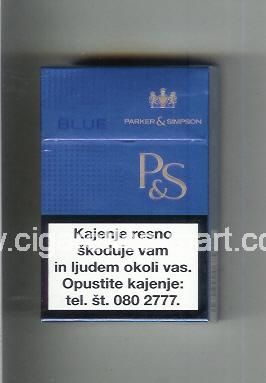 BLUE
PARKER & SIMPSON
P&S
Kajenje resno
škoduje vam
in ljudem okoli vas.
Opustite kajenje:
tel. št. 080 2777.